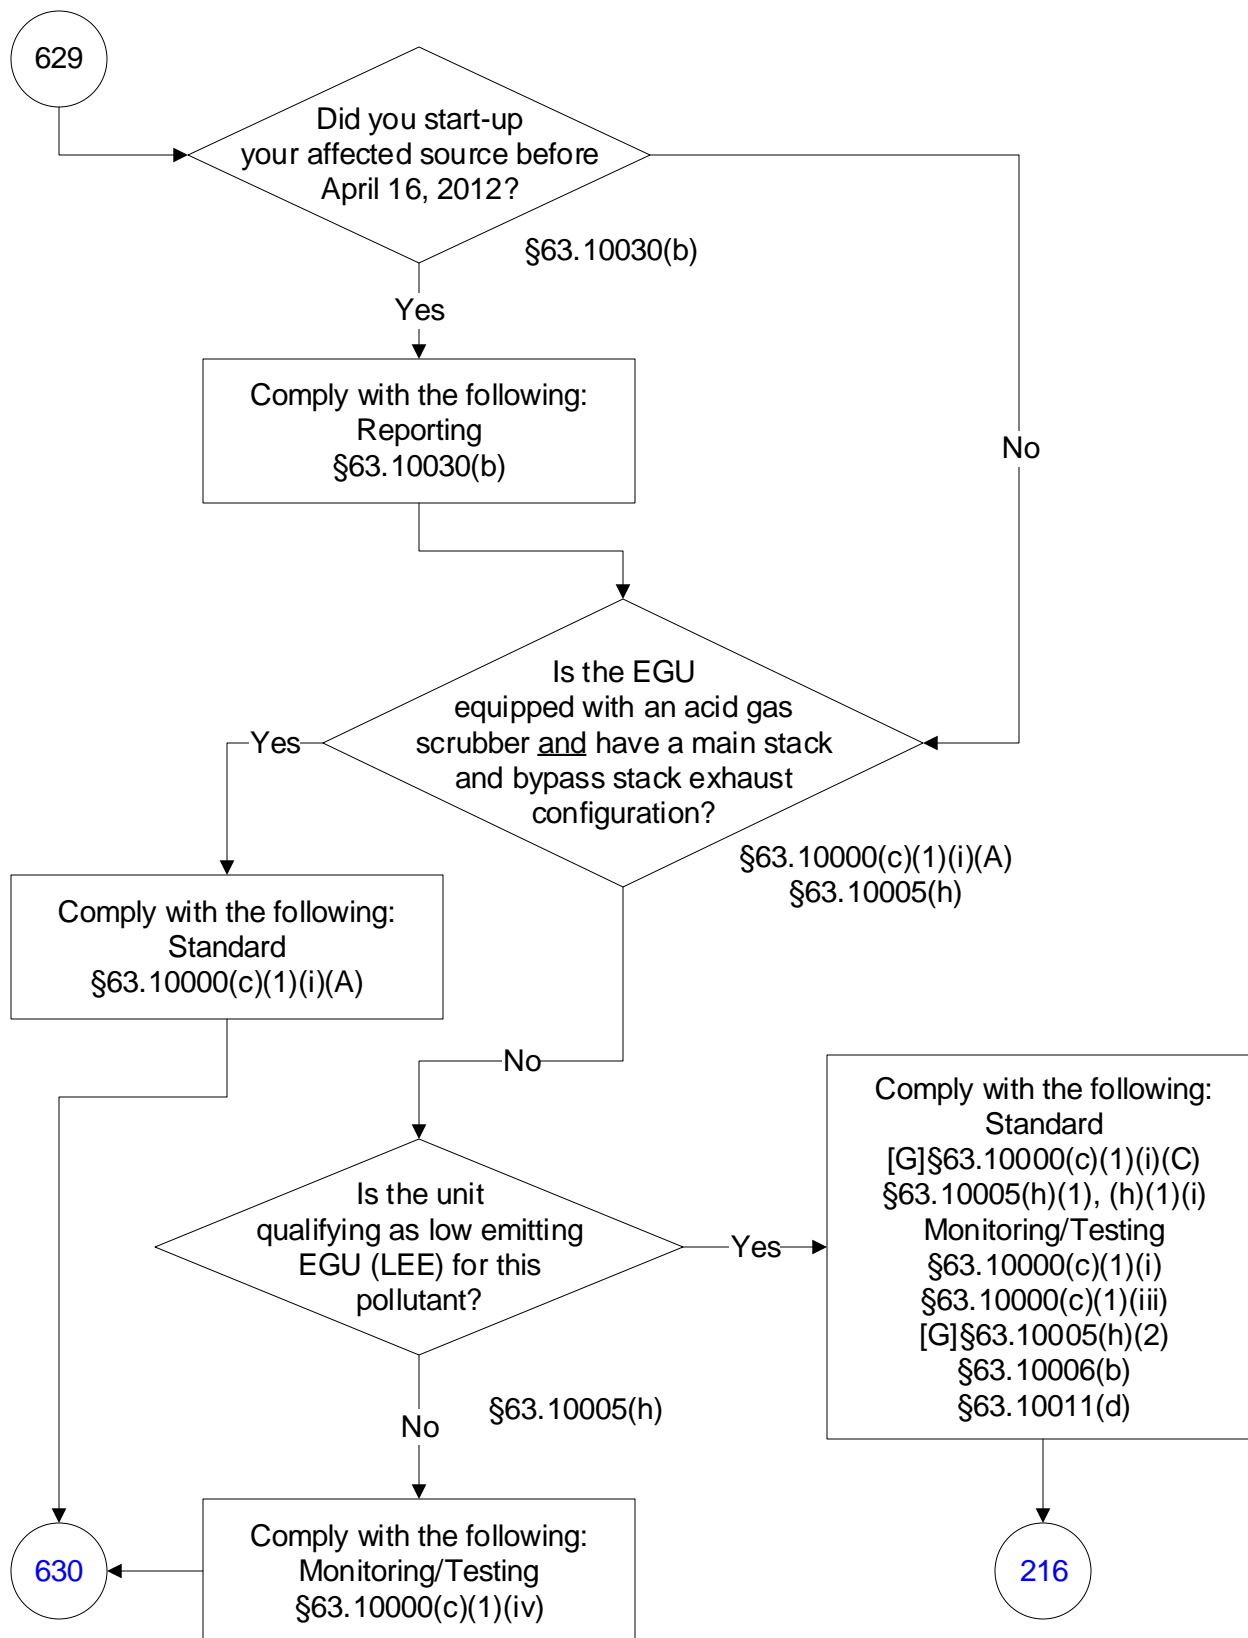 629
Did you start-up
your affected source before
April 16, 2012?
§63.10030(b)
Yes
Comply with the following:
Reporting
§63.10030(b)
No
Is the EGU
equipped with an acid gas
scrubber and have a main stack
and bypass stack exhaust
configuration?
Yes
§63.10000(c)(1)(i)(A)
§63.10005(h)
Comply with the following:
Standard
§63.10000(c)(1)(i)(A)
No
Is the unit
qualifying as low emitting
EGU (LEE) for this
pollutant?
Yes
Comply with the following:
Standard
[G]§63.10000(c)(1)(i)(C)
§63.10005(h)(1), (h)(1)(i)
Monitoring/Testing
§63.10000(c)(1)(i)
§63.10000(c)(1)(iii)
[G]§63.10005(h)(2)
§63.10006(b)
§63.10011(d)
§63.10005(h)
No
Comply with the following:
Monitoring/Testing
§63.10000(c)(1)(iv)
630
216